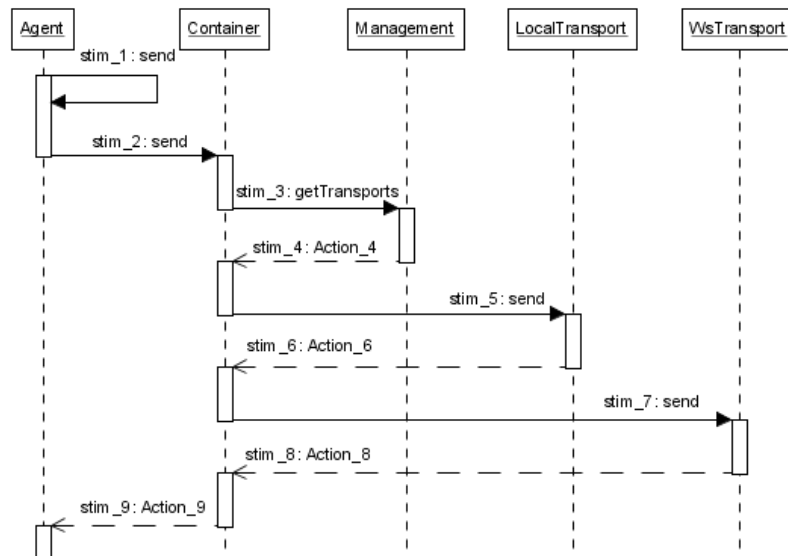 Agent
Container
Management
LocalTransport
WsTransport
stim_1: send
stim_2: send
stim_3: getTransports
stim_4: Action_4
stim_5: send
stim_6: Action_6
stim_7: send
stim_8: Action_8
stim_9: Action_9